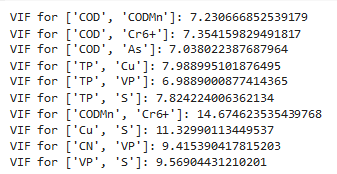 VIF for ['COD', 'CODMn']: 7.230666852539179
VIF for ['COD', 'Cr6+']: 7.354159829491817
VIF for ['COD', 'As']: 7.038022387687964
VIF for ['TP', 'Cu']: 7.988995101876495
VIF for ['TP', 'VP']: 6.9889000877414365
VIF for ['TP', 'S']: 7.824224006362134
VIF for ['CODMn', 'Cr6+']: 14.674623535439768
VIF for ['Cu', 'S']: 11.32990113449537
VIF for ['CN', 'VP']: 9.415390417815203
VIF for ['VP', 'S']: 9.56904431210201